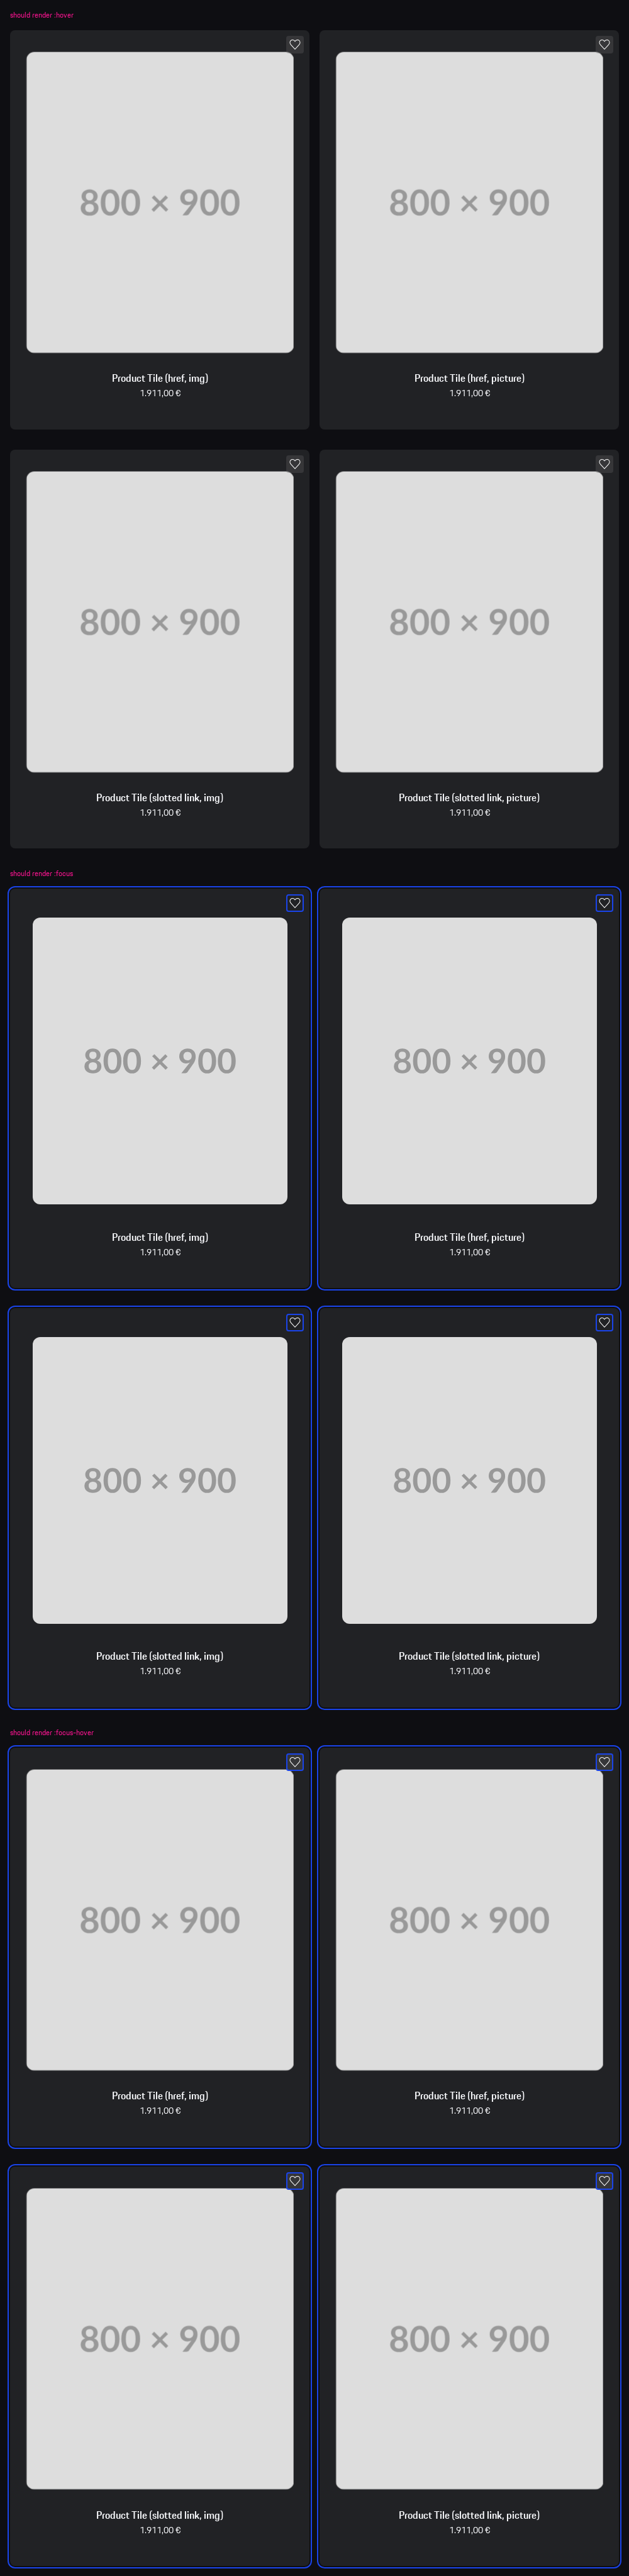 should render :hover
800 × 900
800 × 900
Product Tile (href, img)
Product Tile (href, picture)
1.911,00 €
1.911,00 €
800 × 900
800 × 900
Product Tile (slotted link, img)
Product Tile (slotted link, picture)
1.911,00 €
1.911,00 €
should render :focus
800 × 900
800 × 900
Product Tile (href, img)
Product Tile (href, picture)
1.911,00 €
1.911,00 €
800 × 900
800 × 900
Product Tile (slotted link, img)
Product Tile (slotted link, picture)
1.911,00 €
1.911,00 €
should render :focus-hover
800 × 900
800 × 900
Product Tile (href, img)
Product Tile (href, picture)
1.911,00 €
1.911,00 €
800 × 900
800 × 900
Product Tile (slotted link, img)
Product Tile (slotted link, picture)
1.911,00 €
1.911,00 €